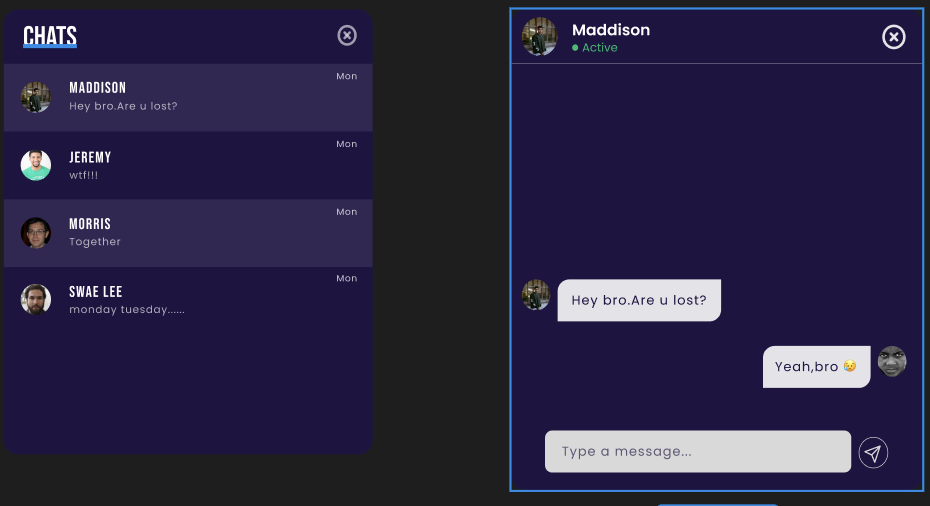 CHATS
Mon
MADDISON
Hey bro.Are u lost?
Mon
JEREMY
wtf!!!
Mon
MORRIS
Together
Mon
SWAE LEE
monday tuesday......
Maddison
Active
Hey bro.Are u lost?
Yeah,bro 😥
Type a message...